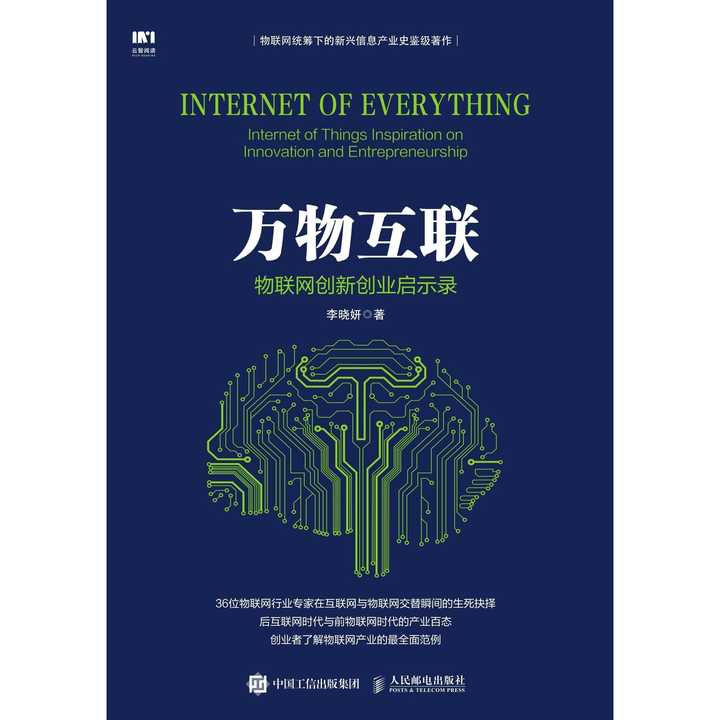 云智阅读
物联网统筹下的新兴信息产业史鉴级著作
INTERNET OF EVERYTHING
Internet of Things Inspiration on
Innovation and Entrepreneurship
万物互联
物联网创新创业启示录
李晓妍◎著
36位物联网行业专家在互联网与物联网交替瞬间的生死抉择
后互联网时代与前物联网时代的产业百态
创业者了解物联网产业的最全面范例
中国工信出版集团
人民邮电出版社
POSTS & TELECOM PRESS